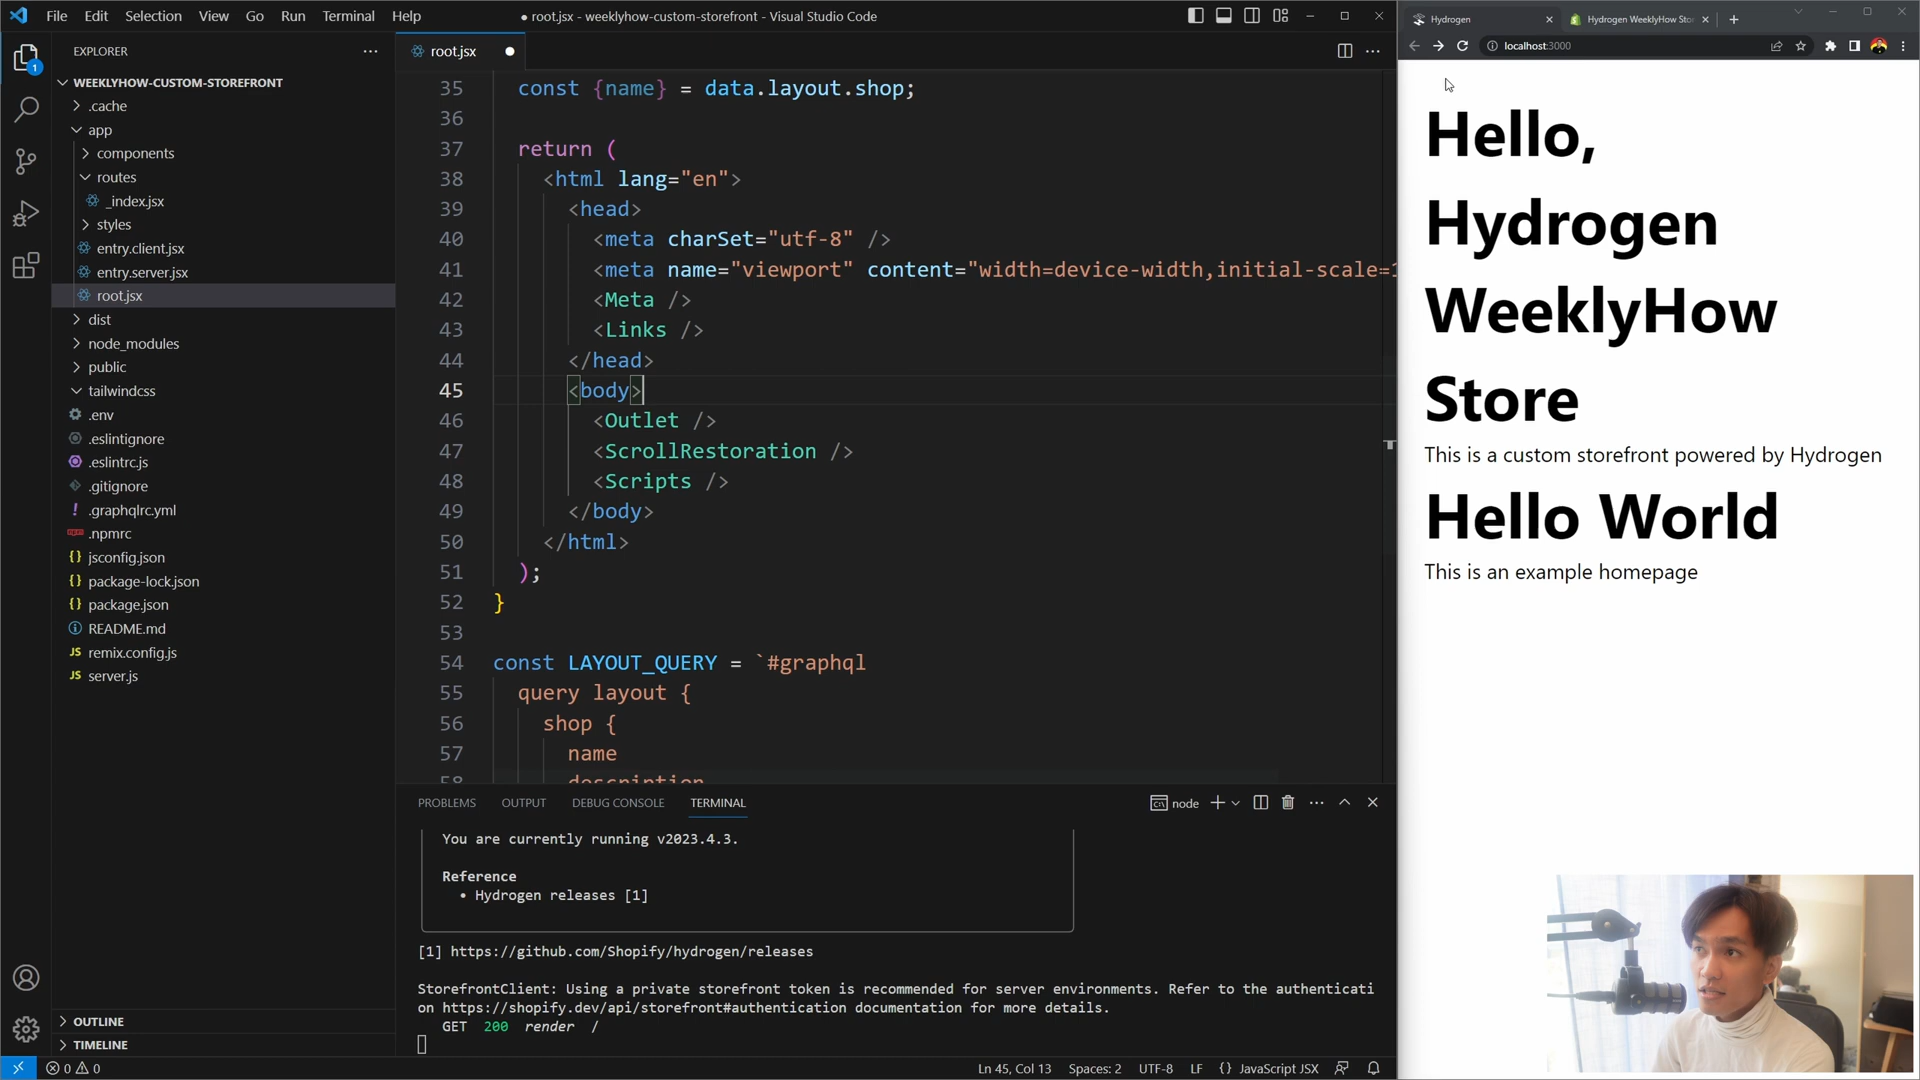 File Edit Selection View Go Run Terminal Help
● root.jsx - weeklyhow-custom-storefront - Visual Studio Code
EXPLORER
WEEKLYHOW-CUSTOM-STOREFRONT
.cache
app
components
routes
_index.jsx
styles
entry.client.jsx
entry.server.jsx
root.jsx
dist
node_modules
public
tailwindcss
.env
.eslintignore
.eslintrc.js
.gitignore
.graphqlrc.yml
.npmrc
jsconfig.json
package-lock.json
package.json
README.md
remix.config.js
server.js
OUTLINE
TIMELINE
1
root.jsx
35 const {name} = data.layout.shop;
36
37 return (
38 <html lang="en">
39 <head>
40 <meta charSet="utf-8" />
41 <meta name="viewport" content="width=device-width,initial-scale=1
42 <Meta />
43 <Links />
44 </head>
45 <body>
46 <Outlet />
47 <ScrollRestoration />
48 <Scripts />
49 </body>
50 </html>
51 );
52 }
53
54 const LAYOUT_QUERY = `#graphql
55 query layout {
56 shop {
57 name
58 description
PROBLEMS OUTPUT DEBUG CONSOLE TERMINAL
node
You are currently running v2023.4.3.
Reference
• Hydrogen releases [1]
[1] https://github.com/Shopify/hydrogen/releases
StorefrontClient: Using a private storefront token is recommended for server environments. Refer to the authenticati
on https://shopify.dev/api/storefront#authentication documentation for more details.
GET 200 render /
0 0
Ln 45, Col 13 Spaces: 2 UTF-8 LF {} JavaScript JSX
Hydrogen
Hydrogen WeeklyHow Sto
localhost:3000
Hello,
Hydrogen
WeeklyHow
Store
This is a custom storefront powered by Hydrogen
Hello World
This is an example homepage